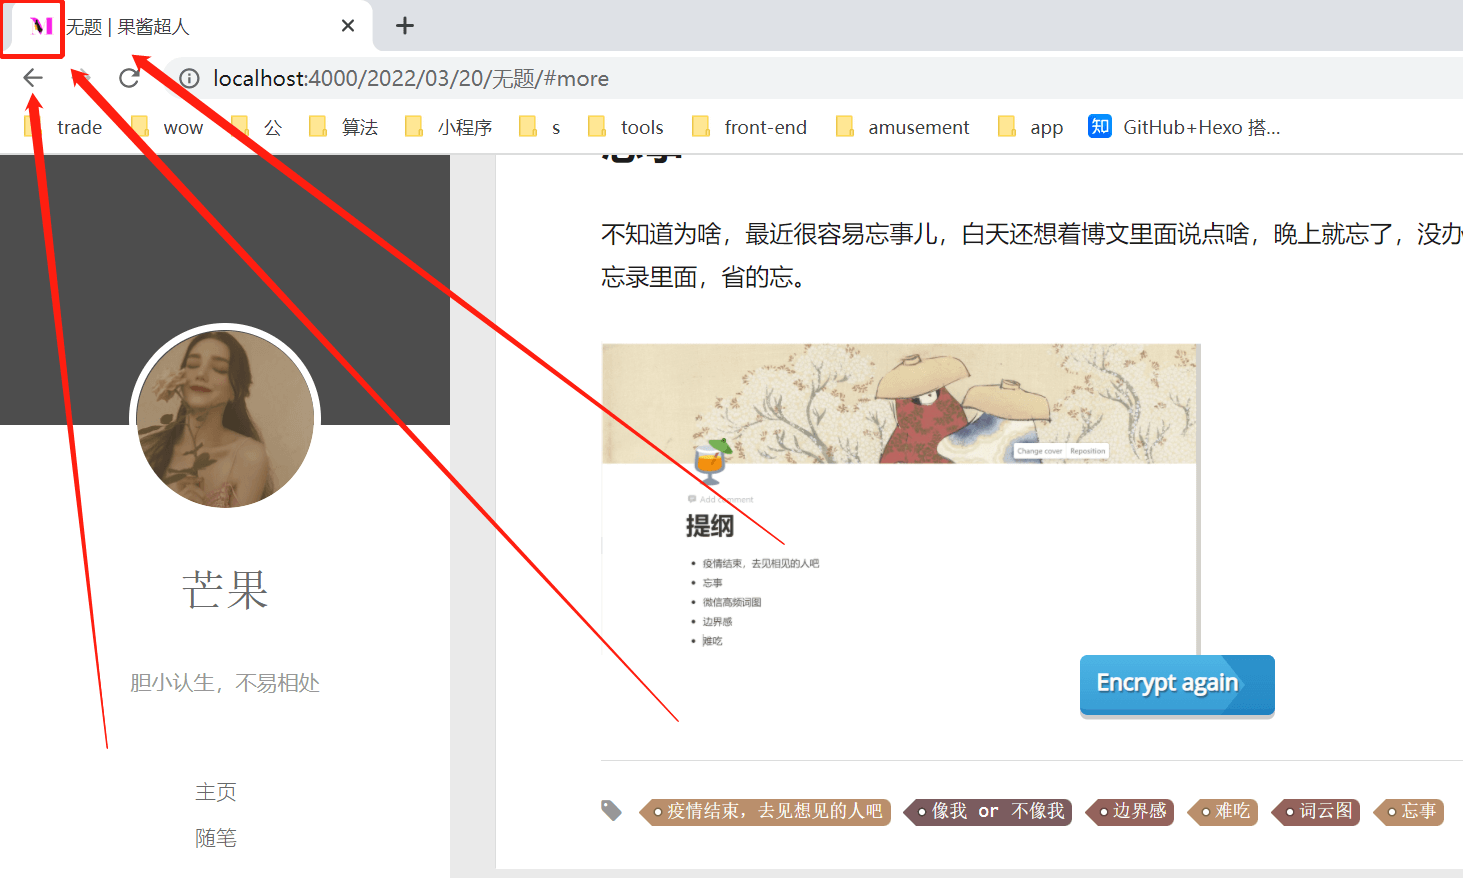 无题 | 果酱超人
localhost:4000/2022/03/20/无题/#more
trade wow 公 算法 小程序 s tools front-end amusement app 知 GitHub+Hexo 搭...
芒果
胆小认生，不易相处
主页
随笔
忘事
不知道为啥，最近很容易忘事儿，白天还想着博文里面说点啥，晚上就忘了，没办
忘录里面，省的忘。
Change cover Reposition
Add comment
提纲
疫情结束，去见相见的人吧
忘事
微信高频词图
边界感
难吃
Encrypt again
疫情结束，去见想见的人吧 像我 or 不像我 边界感 难吃 词云图 忘事